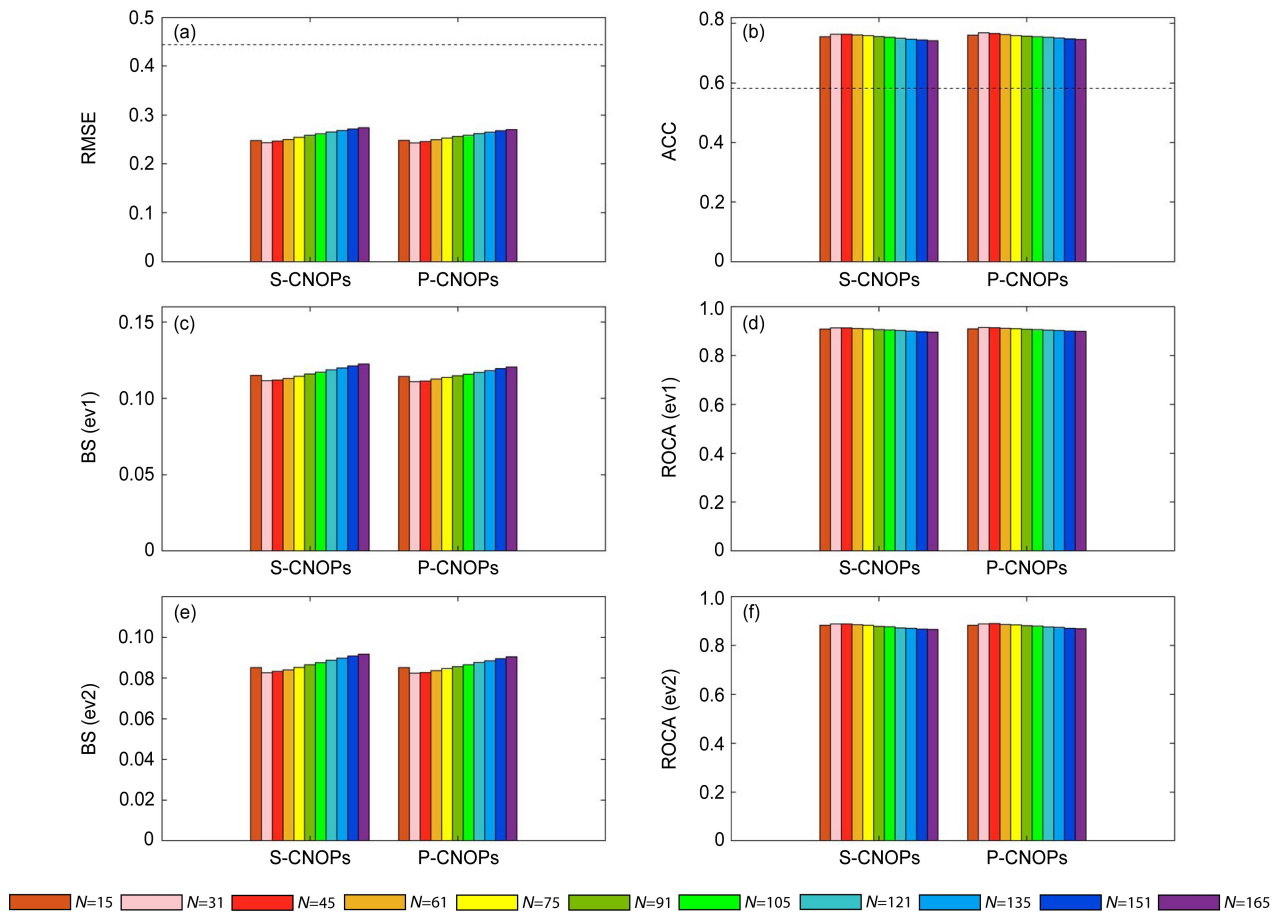 (a)
0.5
0.4
0.3
0.2
0.1
0
RMSE
S-CNOPs P-CNOPs
(b)
0.8
0.6
0.4
0.2
0
ACC
S-CNOPs P-CNOPs
(c)
0.15
0.10
0.05
0
BS (ev1)
S-CNOPs P-CNOPs
(d)
1.0
0.8
0.6
0.4
0.2
0
ROCA (ev1)
S-CNOPs P-CNOPs
(e)
0.10
0.08
0.06
0.04
0.02
0
BS (ev2)
S-CNOPs P-CNOPs
(f)
1.0
0.8
0.6
0.4
0.2
0
ROCA (ev2)
S-CNOPs P-CNOPs
N=15 N=31 N=45 N=61 N=75 N=91 N=105 N=121 N=135 N=151 N=165